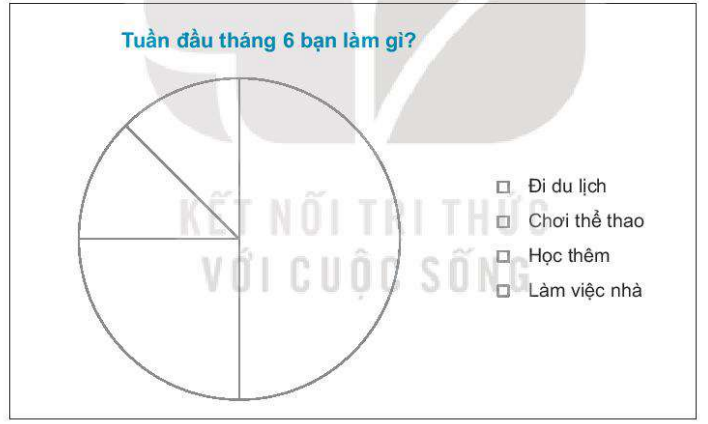 Tuần đầu tháng 6 bạn làm gì?
Đi du lịch
Chơi thể thao
Học thêm
Làm việc nhà
KẾT NỐI TRI THỨC
VỚI CUỘC SỐNG